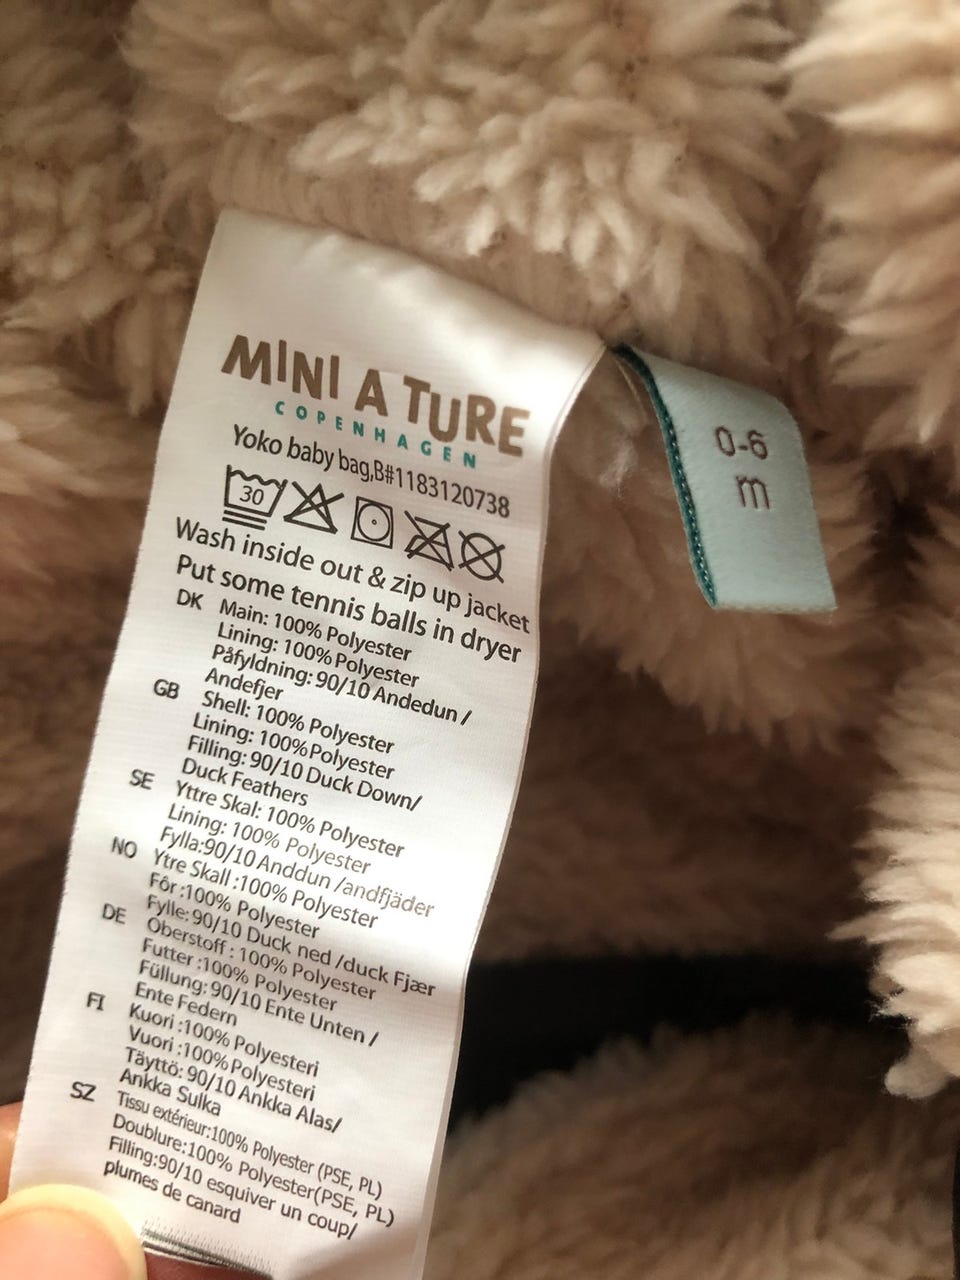 MINI A TURE
COPENHAGEN
Yoko baby bag,B#1183120738
30
Wash inside out & zip up jacket
Put some tennis balls in dryer
DK Main: 100% Polyester
Lining: 100% Polyester
Påfyldning: 90/10 Andedun /
Andefjer
GB Shell: 100% Polyester
Lining: 100% Polyester
Filling: 90/10 Duck Down/
Duck Feathers
SE Yttre Skal: 100% Polyester
Lining: 100% Polyester
Fylla:90/10 Anddun /andfjäder
NO Ytre Skall :100% Polyester
Fôr :100% Polyester
Fylle: 90/10 Duck ned /duck Fjær
DE Oberstoff : 100% Polyester
Futter :100% Polyester
Füllung: 90/10 Ente Unten /
Ente Federn
FI Kuori :100% Polyesteri
Vuori :100% Polyesteri
Täyttö: 90/10 Ankka Alas/
Ankka Sulka
SZ Tissu extérieur:100% Polyester (PSE, PL)
Doublure:100% Polyester(PSE, PL)
Filling:90/10 esquiver un coup/
plumes de canard
0-6
m